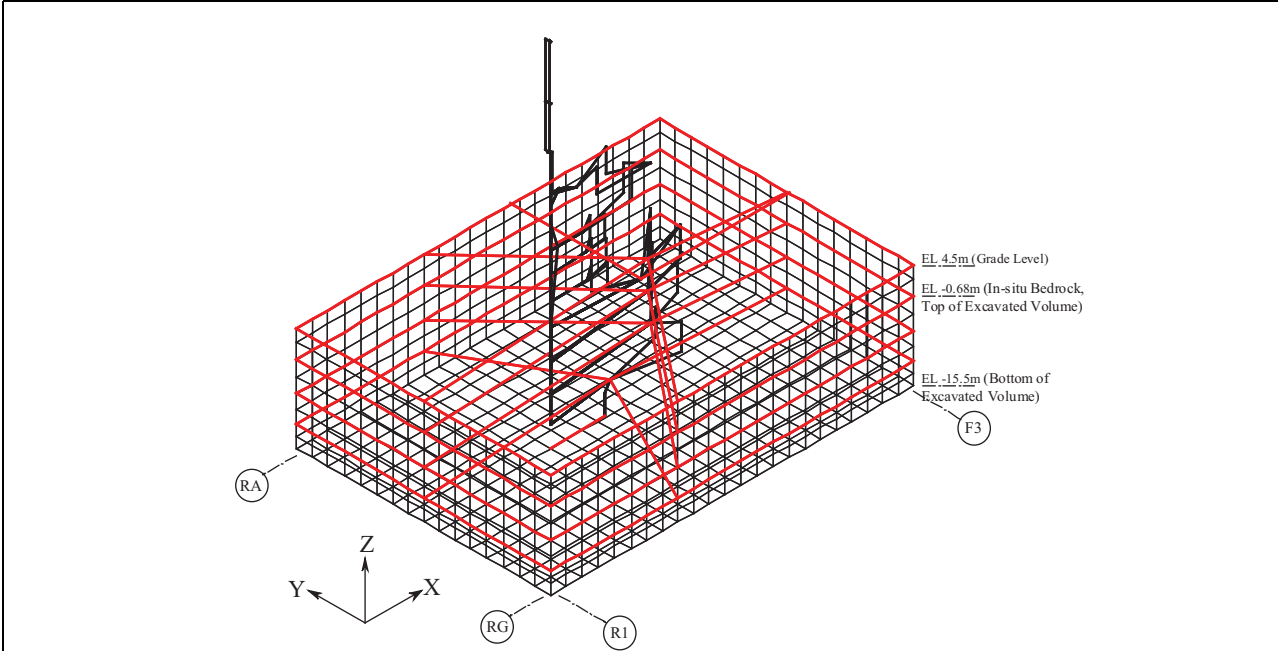 EL 4.5m (Grade Level)
EL -0.68m (In-situ Bedrock,
Top of Excavated Volume)
EL -15.5m (Bottom of
Excavated Volume)
F3
RA
Z
Y
X
RG
R1